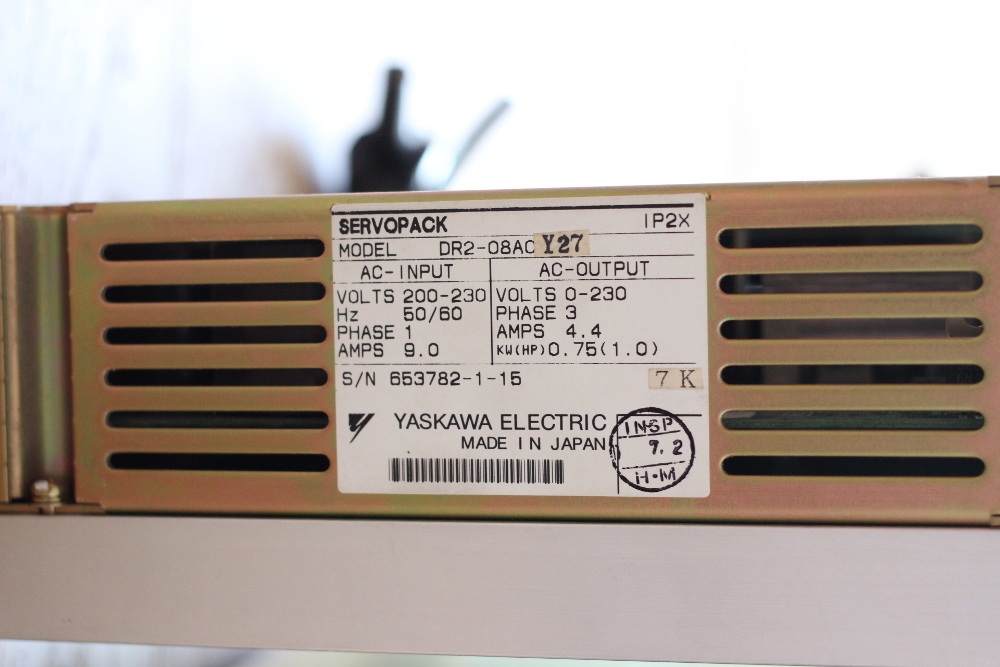 SERVOPACK IP2X
MODEL DR2-08AC Y27
AC-INPUT AC-OUTPUT
VOLTS 200-230 VOLTS 0-230
Hz 50/60 PHASE 3
PHASE 1 AMPS 4.4
AMPS 9.0 KW(HP)0.75(1.0)
S/N 653782-1-15 7 K
YASKAWA ELECTRIC
MADE IN JAPAN
INSP
9.2
H·M